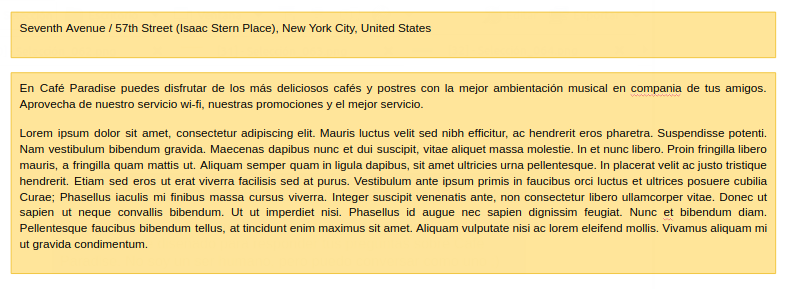 Seventh Avenue / 57th Street (Isaac Stern Place), New York City, United States
En Café Paradise puedes disfrutar de los más deliciosos cafés y postres con la mejor ambientación musical en compania de tus amigos.
Aprovecha de nuestro servicio wi-fi, nuestras promociones y el mejor servicio.
Lorem ipsum dolor sit amet, consectetur adipiscing elit. Mauris luctus velit sed nibh efficitur, ac hendrerit eros pharetra. Suspendisse potenti.
Nam vestibulum bibendum gravida. Maecenas dapibus nunc et dui suscipit, vitae aliquet massa molestie. In et nunc libero. Proin fringilla libero
mauris, a fringilla quam mattis ut. Aliquam semper quam in ligula dapibus, sit amet ultricies urna pellentesque. In placerat velit ac justo tristique
hendrerit. Etiam sed eros ut erat viverra facilisis sed at purus. Vestibulum ante ipsum primis in faucibus orci luctus et ultrices posuere cubilia
Curae; Phasellus iaculis mi finibus massa cursus viverra. Integer suscipit venenatis ante, non consectetur libero ullamcorper vitae. Donec ut
sapien ut neque convallis bibendum. Ut ut imperdiet nisi. Phasellus id augue nec sapien dignissim feugiat. Nunc et bibendum diam.
Pellentesque faucibus bibendum tellus, at tincidunt enim maximus sit amet. Aliquam vulputate nisi ac lorem eleifend mollis. Vivamus aliquam mi
ut gravida condimentum.